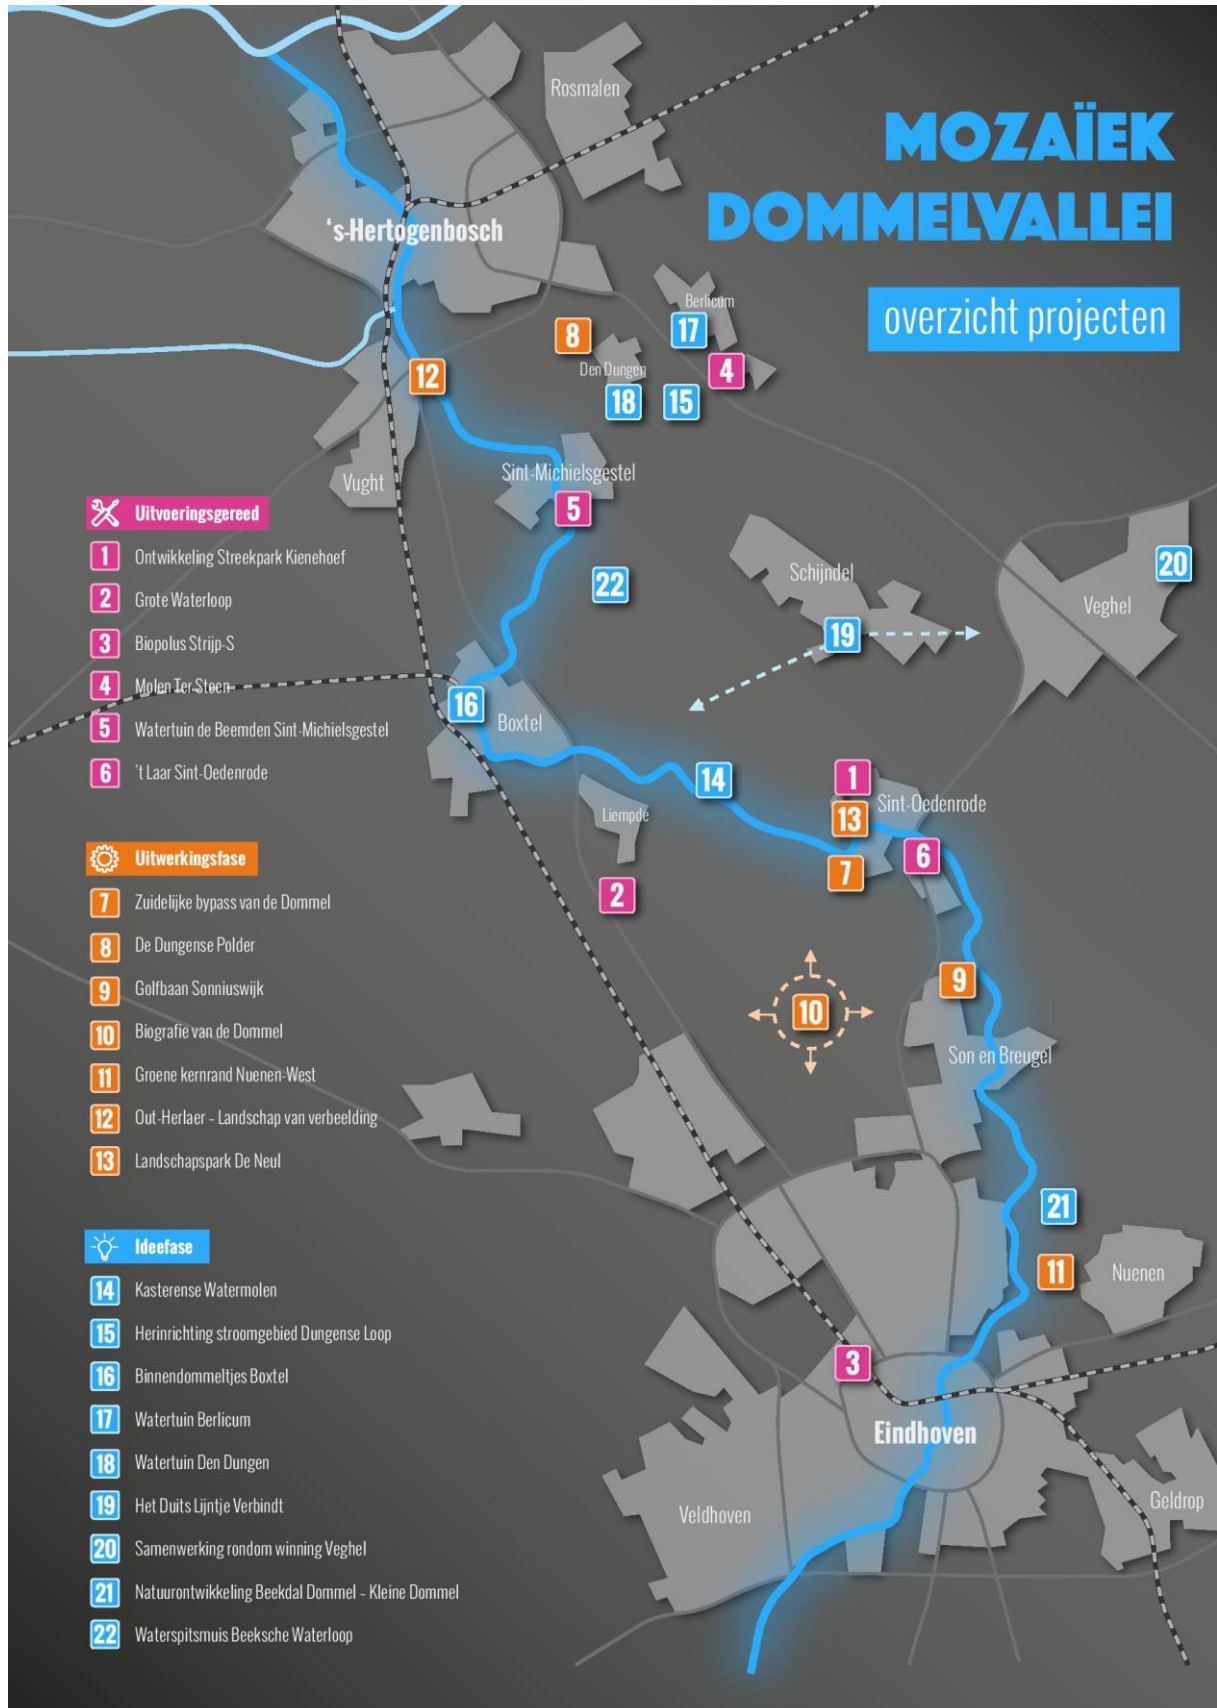 MOZAÏEK
DOMMELVALLEI
overzicht projecten
Rosmalen
‘s-Hertogenbosch
Berlicum
17
8
Den Dungen
4
12
18
15
Sint-Michielsgestel
Vught
5
22
Schijndel
20
Veghel
19
16
Boxtel
14
1
Sint-Oedenrode
13
Liempde
6
7
2
9
10
Son en Breugel
21
11
Nuenen
3
Eindhoven
Veldhoven
Geldrop
Uitvoeringsgereed
1 Ontwikkeling Streekpark Kienehoef
2 Grote Waterloop
3 Biopolus Strijp-S
4 Molen Ter Steen
5 Watertuin de Beemden Sint-Michielsgestel
6 ’t Laar Sint-Oedenrode
Uitwerkingsfase
7 Zuidelijke bypass van de Dommel
8 De Dungense Polder
9 Golfbaan Sonniuswijk
10 Biografie van de Dommel
11 Groene kernrand Nuenen-West
12 Out-Herlaer – Landschap van verbeelding
13 Landschapspark De Neul
Ideefase
14 Kasterense Watermolen
15 Herinrichting stroomgebied Dungense Loop
16 Binnendommeltjes Boxtel
17 Watertuin Berlicum
18 Watertuin Den Dungen
19 Het Duits Lijntje Verbindt
20 Samenwerking rondom winning Veghel
21 Natuurontwikkeling Beekdal Dommel – Kleine Dommel
22 Waterspitsmuis Beeksche Waterloop